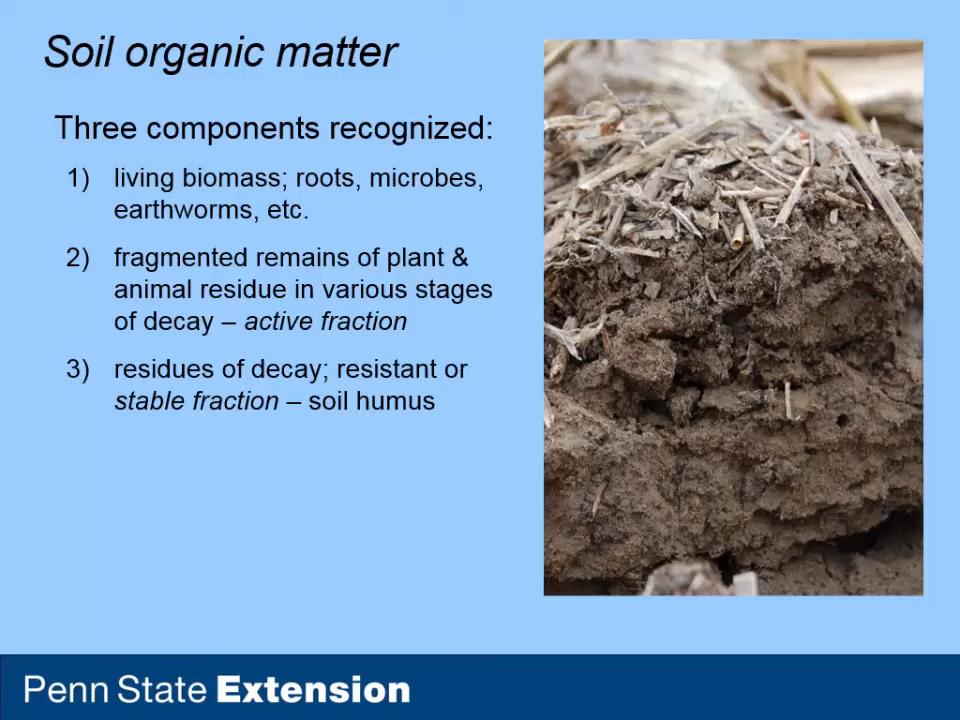 Soil organic matter
Three components recognized:
1) living biomass; roots, microbes,
earthworms, etc.
2) fragmented remains of plant &
animal residue in various stages
of decay – active fraction
3) residues of decay; resistant or
stable fraction – soil humus
Penn State Extension